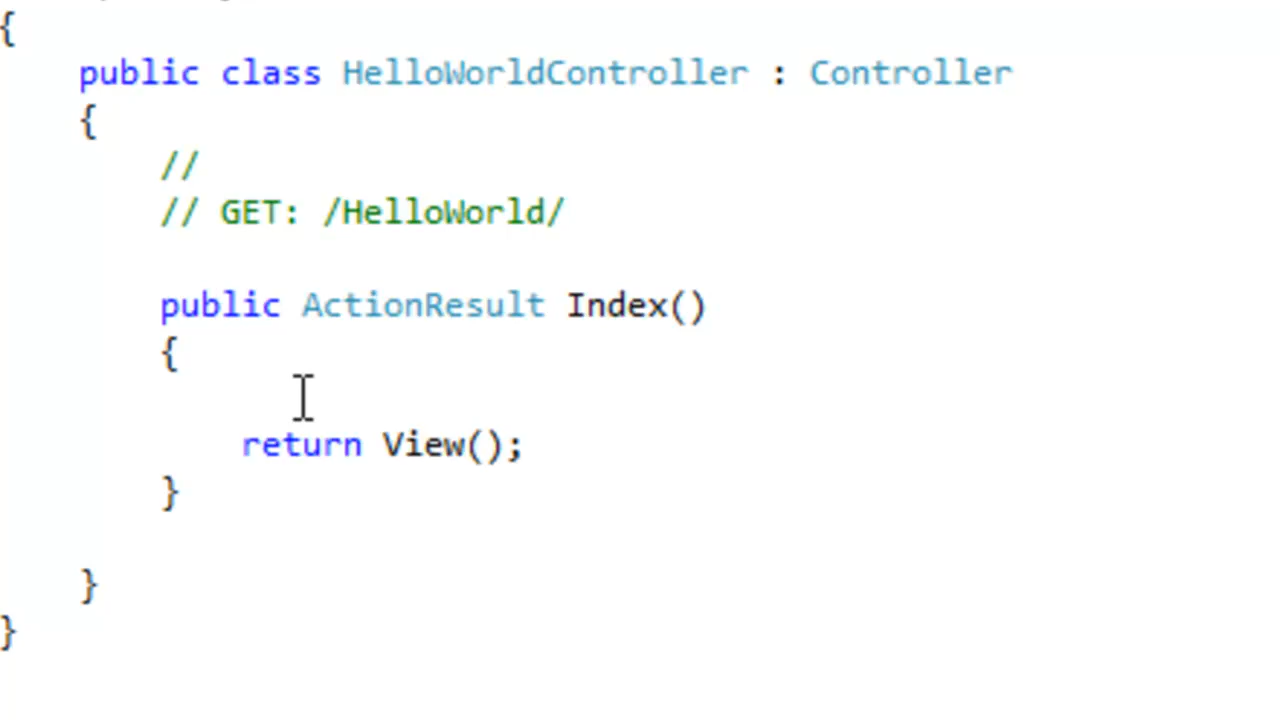 {
public class HelloWorldController : Controller
{
//
// GET: /HelloWorld/
public ActionResult Index()
{
return View();
}
}
}